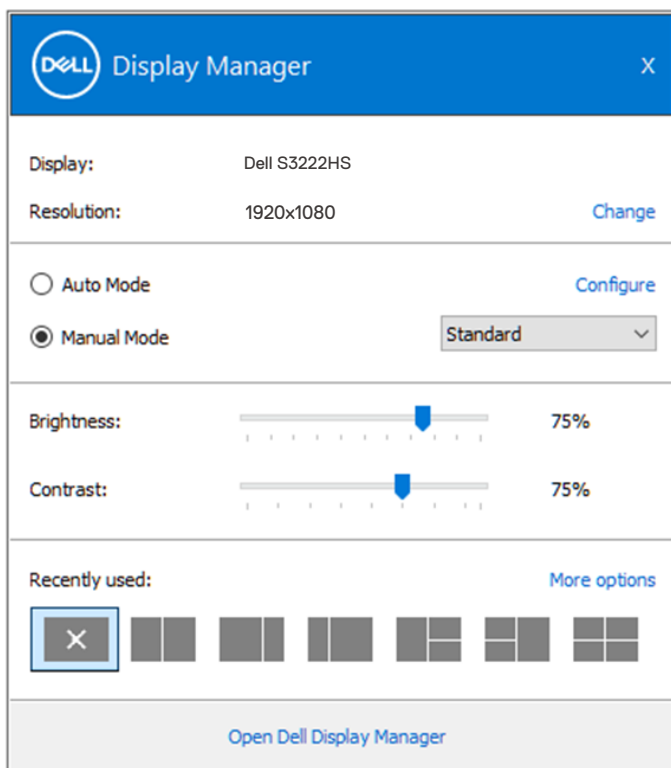 DELL Display Manager X
Display: Dell S3222HS
Resolution: 1920x1080 Change
Auto Mode Configure
Manual Mode Standard
Brightness: 75%
Contrast: 75%
Recently used: More options
Open Dell Display Manager